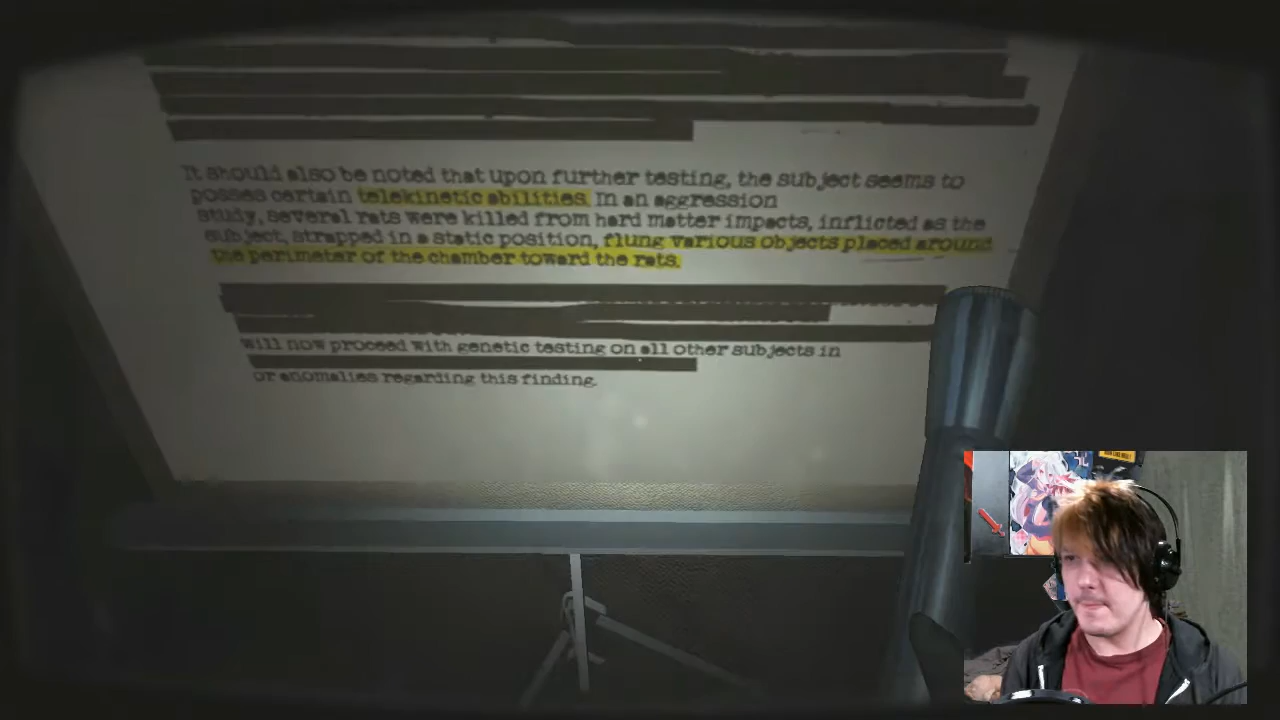 It should also be noted that upon further testing, the subject seems to
posses certain telekinetic abilities. In an aggression
study, several rats were killed from hard matter impacts, inflicted as the
subject, strapped in a static position, flung various objects placed around
the perimeter of the chamber toward the rats.
will now proceed with genetic testing on all other subjects in
or anomalies regarding this finding.